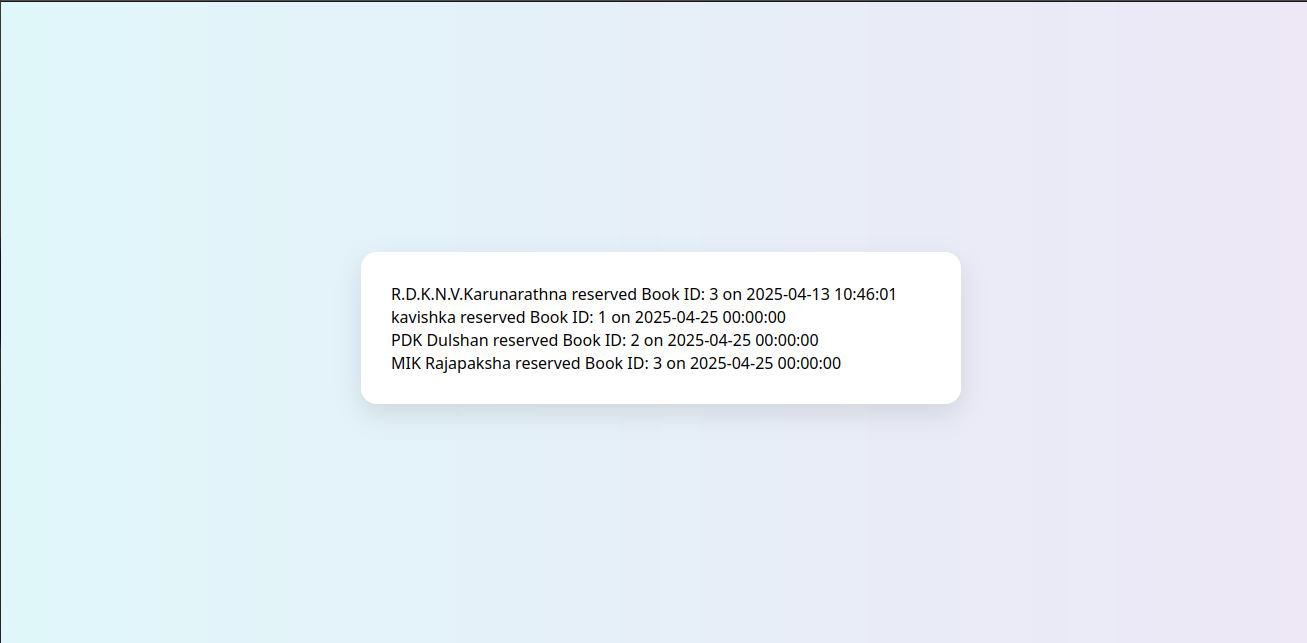 R.D.K.N.V.Karunarathna reserved Book ID: 3 on 2025-04-13 10:46:01
kavishka reserved Book ID: 1 on 2025-04-25 00:00:00
PDK Dulshan reserved Book ID: 2 on 2025-04-25 00:00:00
MIK Rajapaksha reserved Book ID: 3 on 2025-04-25 00:00:00